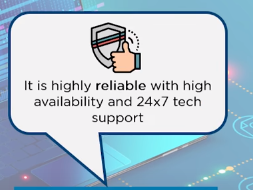 It is highly reliable with high
availability and 24x7 tech
support